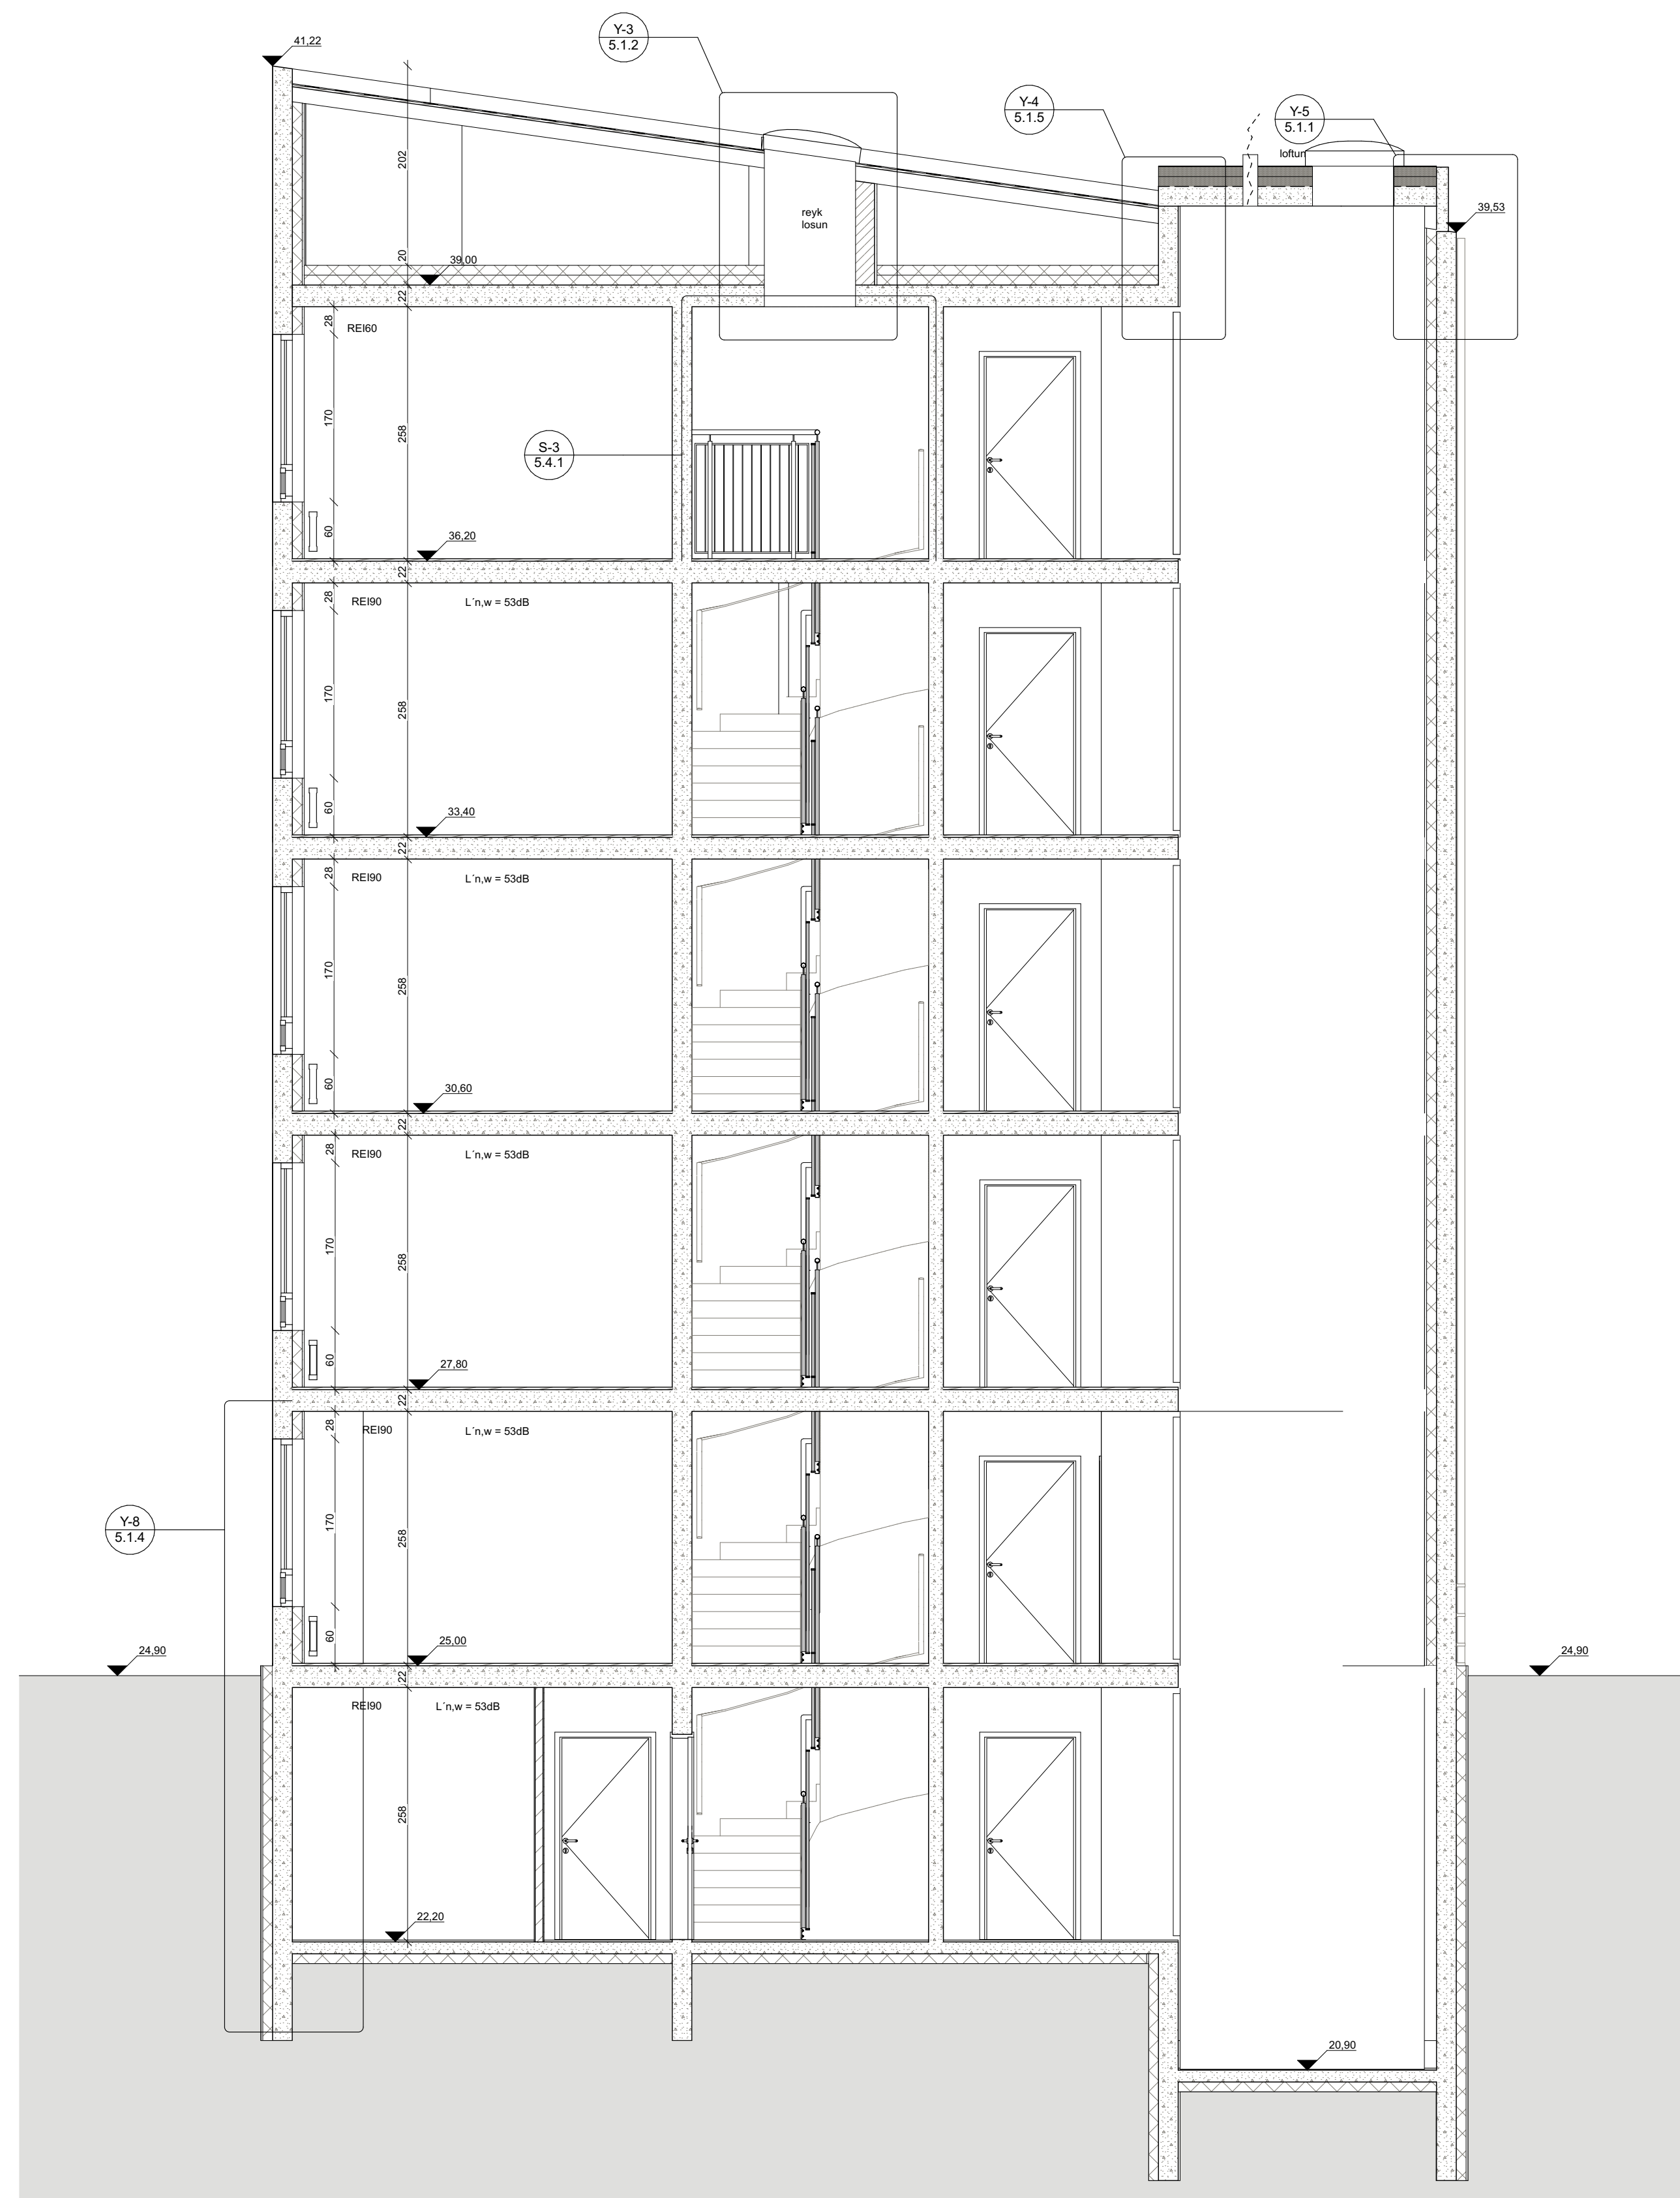 Y-3
5.1.2
41,22
Y-4
5.1.5
Y-5
5.1.1
loftun
202
reyk
losun
39,53
20
39,00
22
28
REI60
170
258
S-3
5.4.1
60
36,20
22
28
REI90
L´n,w = 53dB
170
258
60
33,40
22
28
REI90
L´n,w = 53dB
170
258
60
30,60
22
28
REI90
L´n,w = 53dB
170
258
60
27,80
22
28
REI90
L´n,w = 53dB
170
258
Y-8
5.1.4
60
25,00
24,90
24,90
22
REI90
L´n,w = 53dB
258
22,20
20,90